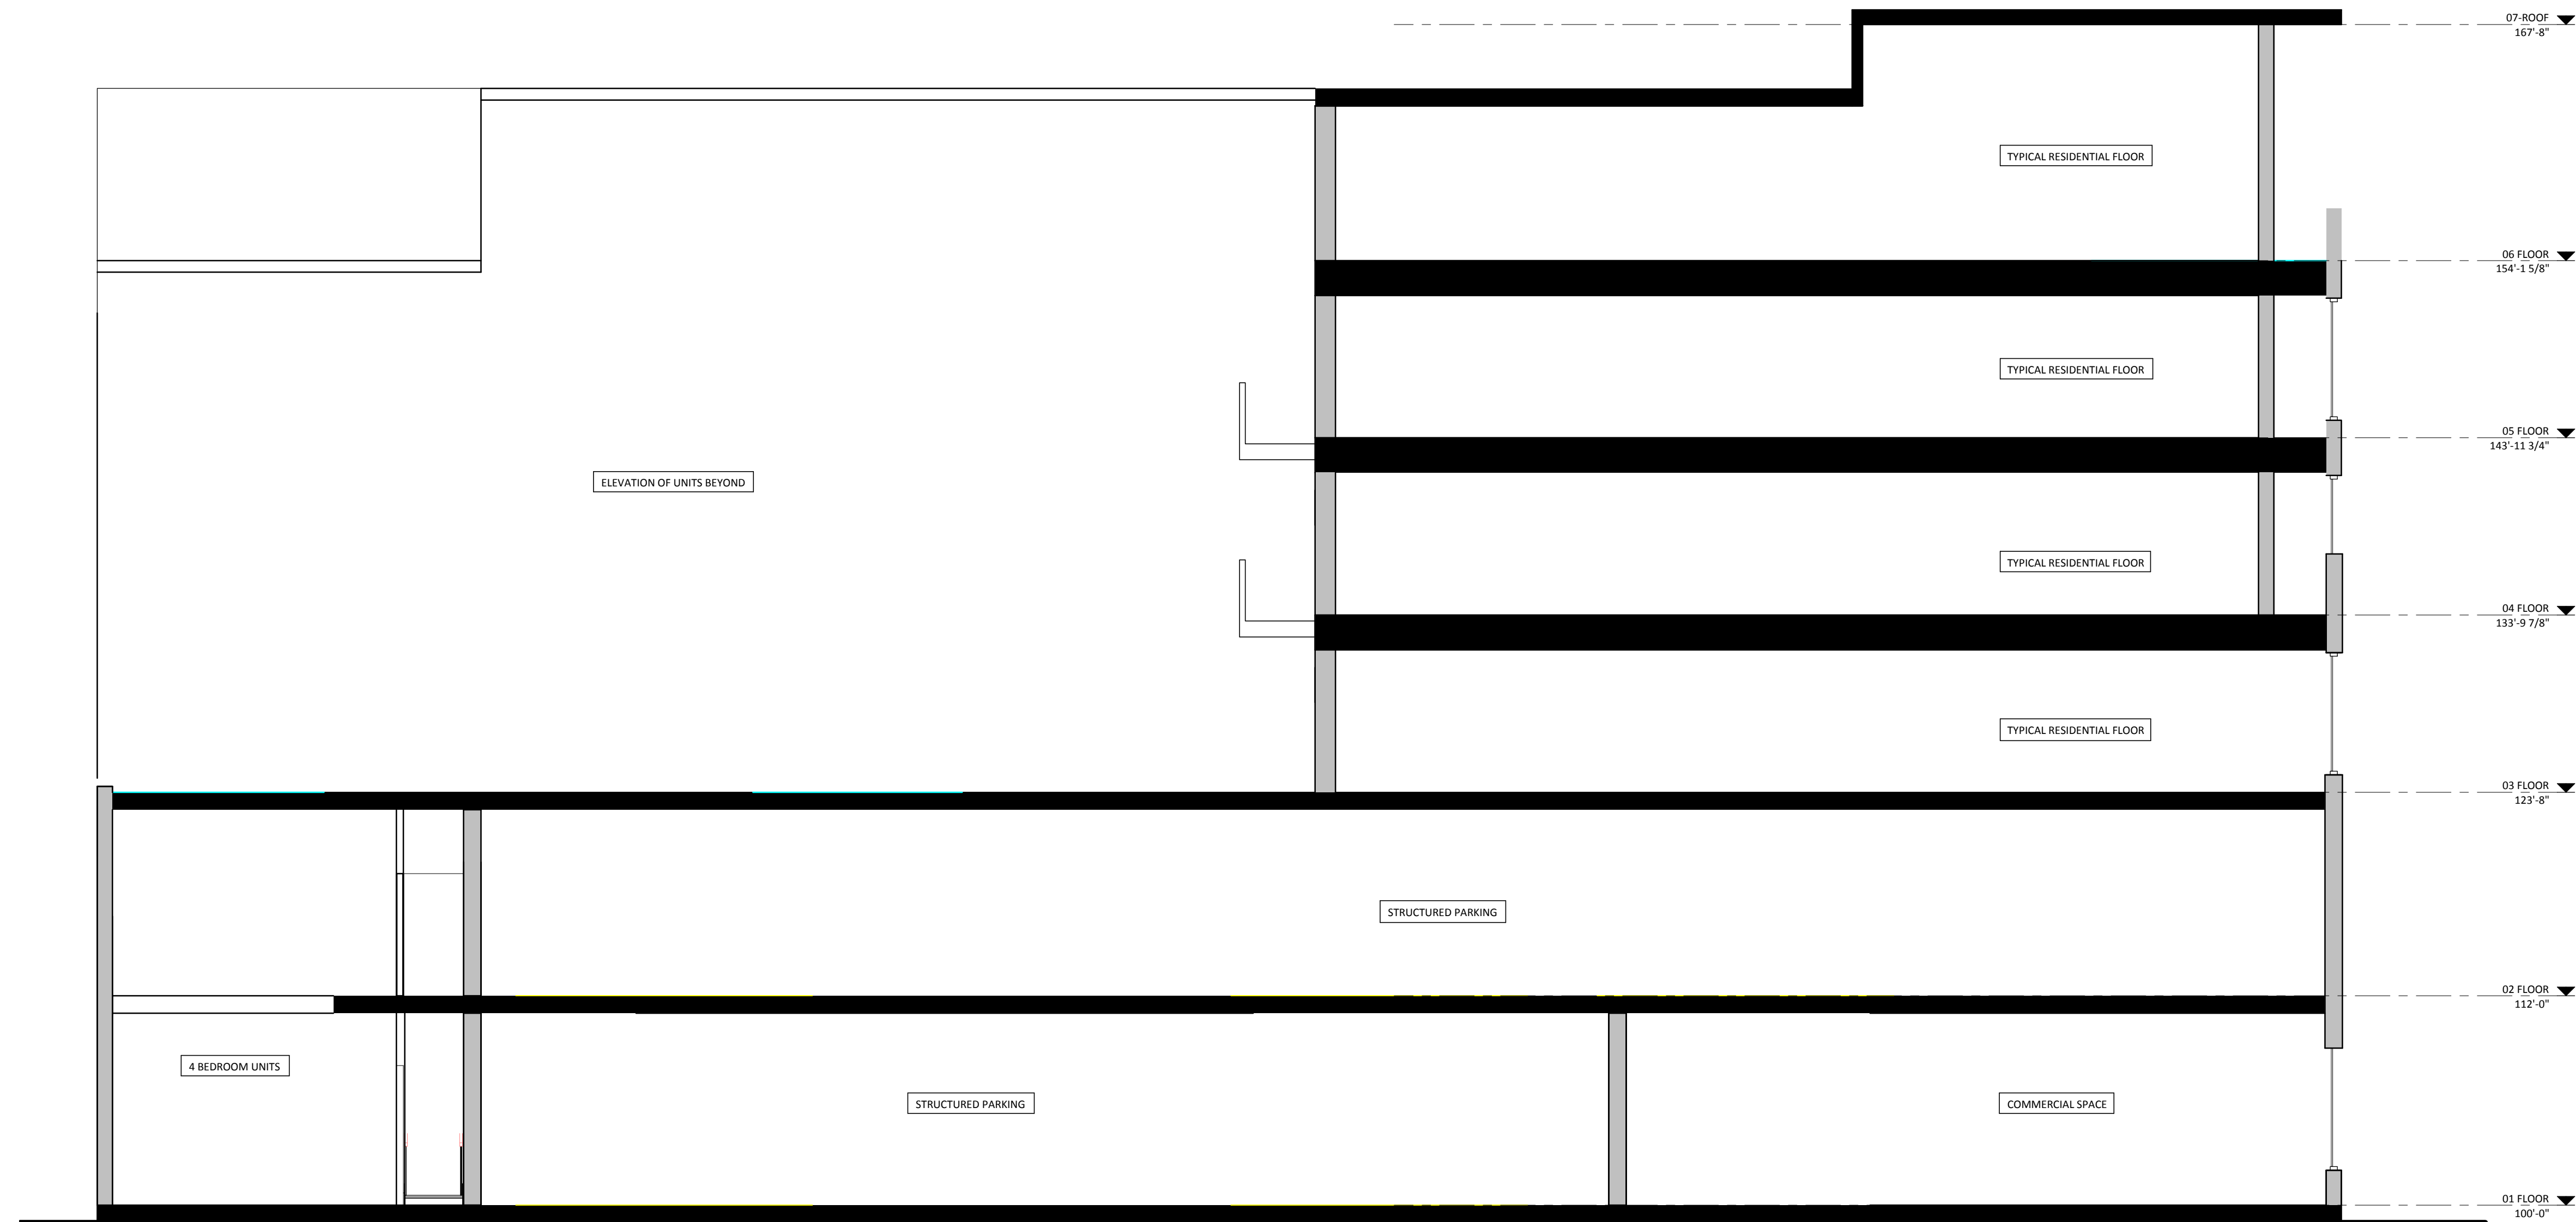 07-ROOF
167'-8"
TYPICAL RESIDENTIAL FLOOR
06 FLOOR
154'-1 5/8"
TYPICAL RESIDENTIAL FLOOR
05 FLOOR
143'-11 3/4"
ELEVATION OF UNITS BEYOND
TYPICAL RESIDENTIAL FLOOR
04 FLOOR
133'-9 7/8"
TYPICAL RESIDENTIAL FLOOR
03 FLOOR
123'-8"
STRUCTURED PARKING
02 FLOOR
112'-0"
4 BEDROOM UNITS
STRUCTURED PARKING
COMMERCIAL SPACE
01 FLOOR
100'-0"